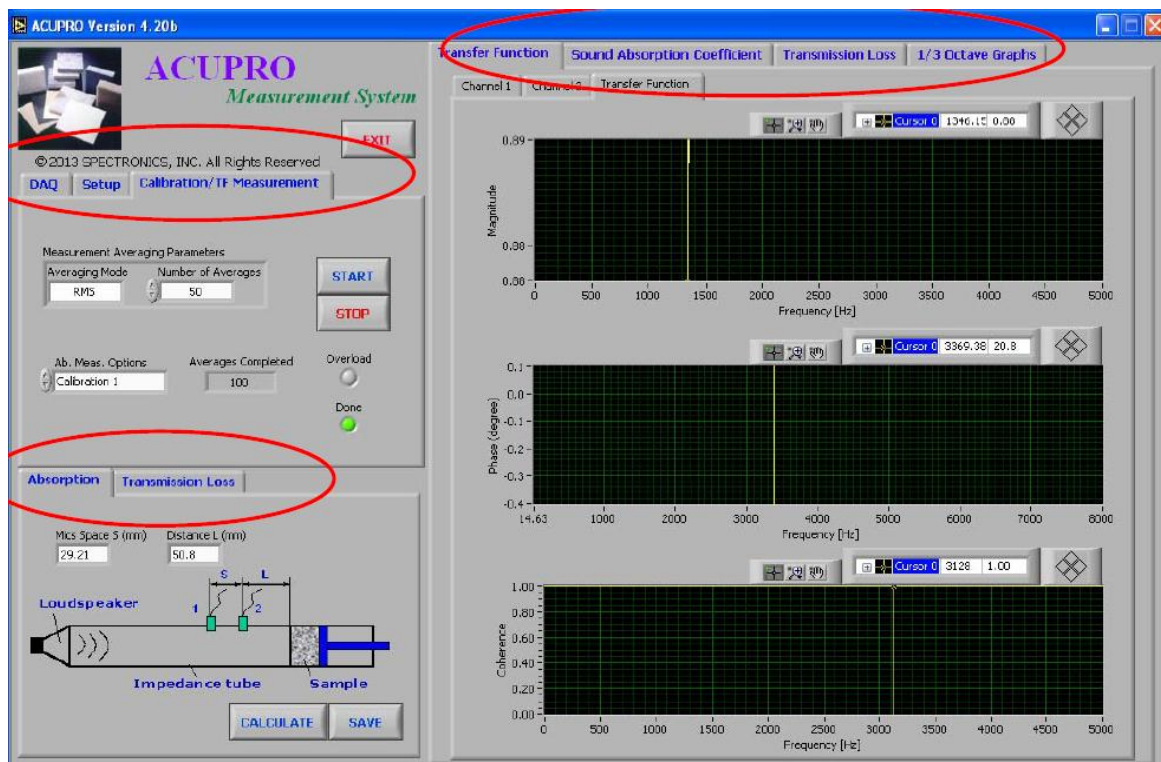 ACUPRO Version 4.20b
ACUPRO
Measurement System
EXIT
©2013 SPECTRONICS, INC. All Rights Reserved
DAQ Setup Calibration/TF Measurement
Measurement Averaging Parameters
Averaging Mode Number of Averages
RMS 50
START
STOP
Ab. Meas. Options Averages Completed Overload
Calibration 1 100
Done
Absorption Transmission Loss
Mics Space S (mm) Distance L (mm)
29.21 50.8
S L
Loudspeaker 1 2
Impedance tube Sample
CALCULATE SAVE
Transfer Function Sound Absorption Coefficient Transmission Loss 1/3 Octave Graphs
Channel 1 Channel 2 Transfer Function
Cursor 0 1346.15 0.88
0.89
Magnitude
0.88
0.88
0 500 1000 1500 2000 2500 3000 3500 4000 4500 5000
Frequency [Hz]
Cursor 0 3369.38 20.8
0.1
0.0
-0.1
-0.2
-0.3
-0.4
Phase (degree)
14.63 1000 2000 3000 4000 5000 6000 7000 8000
Frequency [Hz]
Cursor 0 3128 1.00
1.00
0.80
0.60
0.40
0.20
0.00
Coherence
0 500 1000 1500 2000 2500 3000 3500 4000 4500 5000
Frequency [Hz]